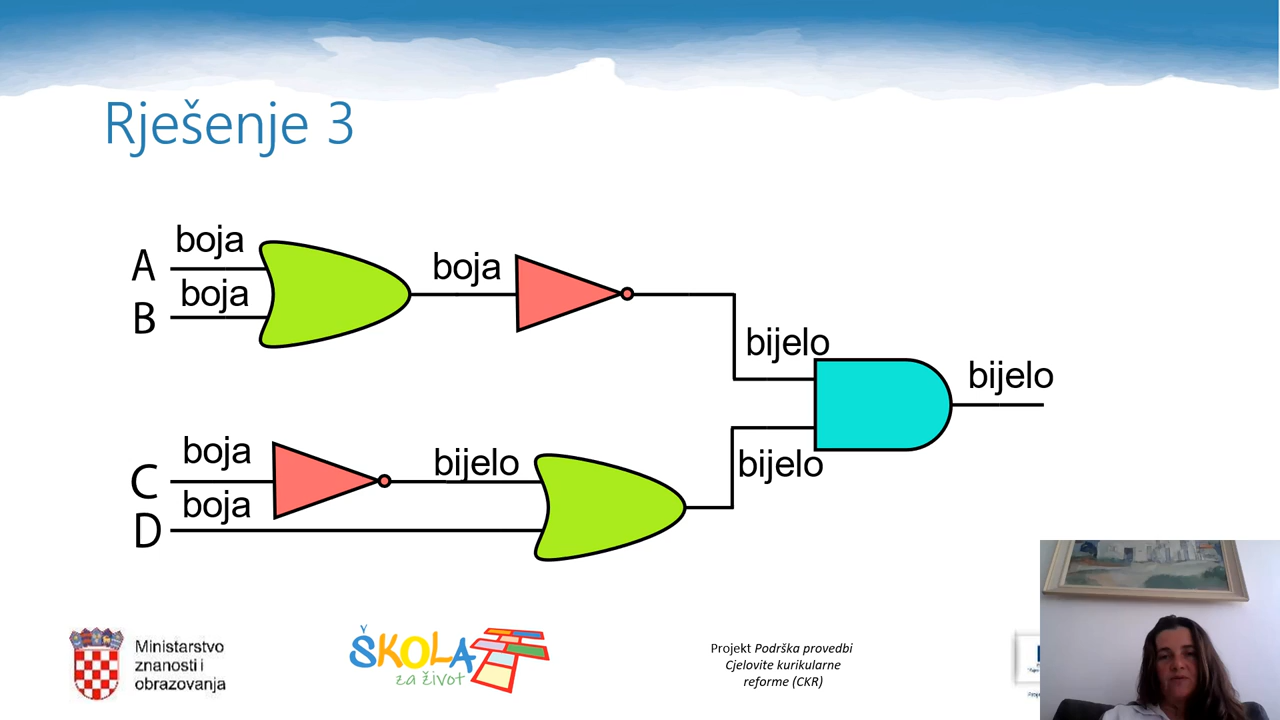 Rješenje 3
boja
A
boja
B
boja
bijelo
bijelo
boja
C
boja
D
bijelo
bijelo
Ministarstvo
znanosti i
obrazovanja
ŠKOLA
za život
Projekt Podrška provedbi
Cjelovite kurikularne
reforme (CKR)